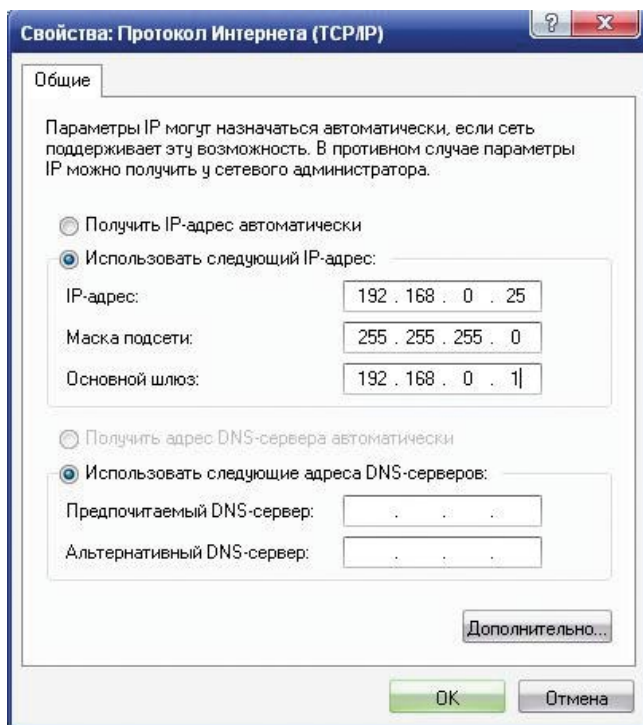 Свойства: Протокол Интернета (TCP/IP)
Общие
Параметры IP могут назначаться автоматически, если сеть
поддерживает эту возможность. В противном случае параметры
IP можно получить у сетевого администратора.
Получить IP-адрес автоматически
Использовать следующий IP-адрес:
IP-адрес: 192 . 168 . 0 . 25
Маска подсети: 255 . 255 . 255 . 0
Основной шлюз: 192 . 168 . 0 . 1
Получить адрес DNS-сервера автоматически
Использовать следующие адреса DNS-серверов:
Предпочитаемый DNS-сервер: . . .
Альтернативный DNS-сервер: . . .
Дополнительно...
OK Отмена